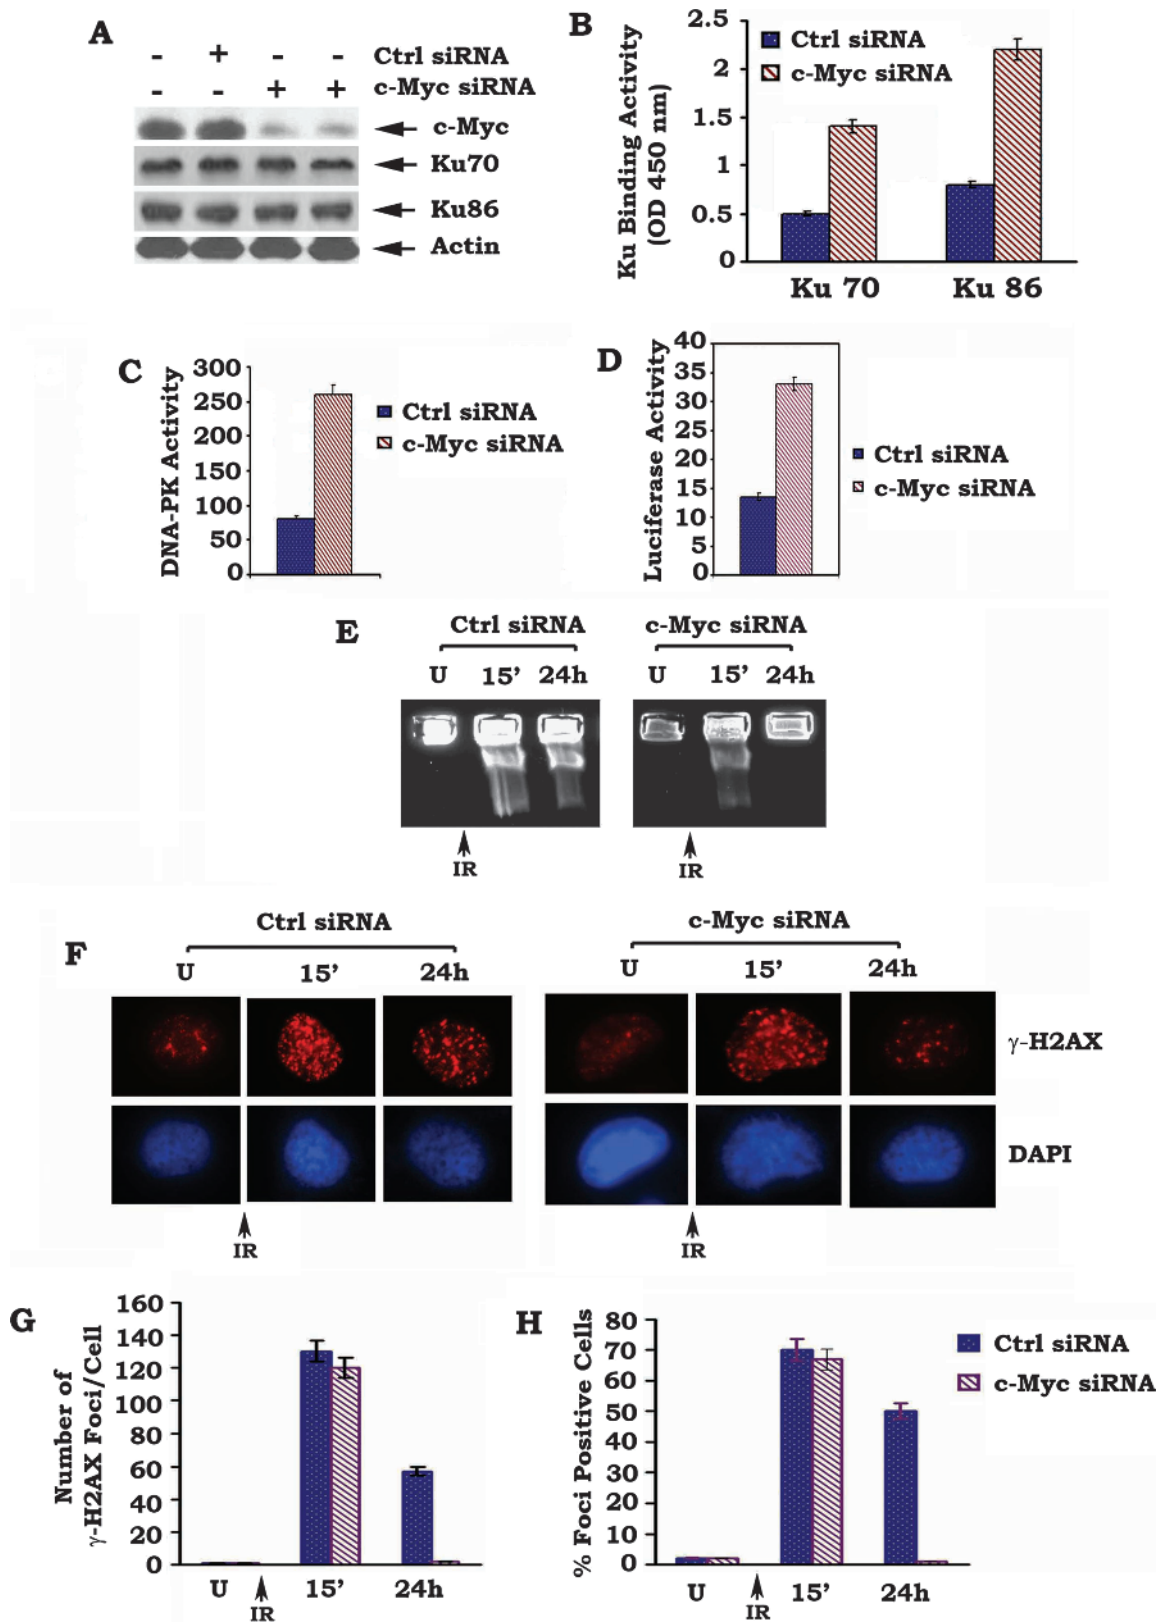 A
- + - - Ctrl siRNA
- - + + c-Myc siRNA
c-Myc
Ku70
Ku86
Actin
B
Ku Binding Activity
(OD 450 nm)
2.5
2
1.5
1
0.5
0
Ctrl siRNA
c-Myc siRNA
Ku 70 Ku 86
C
DNA-PK Activity
300
250
200
150
100
50
0
Ctrl siRNA
c-Myc siRNA
D
Luciferase Activity
40
35
30
25
20
15
10
5
0
Ctrl siRNA
c-Myc siRNA
E
Ctrl siRNA c-Myc siRNA
U 15’ 24h U 15’ 24h
IR IR
F
Ctrl siRNA c-Myc siRNA
U 15’ 24h U 15’ 24h
γ-H2AX
DAPI
IR IR
G
Number of
γ-H2AX Foci/Cell
160
140
120
100
80
60
40
20
0
U 15’ 24h
IR
H
% Foci Positive Cells
80
70
60
50
40
30
20
10
0
U 15’ 24h
IR
Ctrl siRNA
c-Myc siRNA